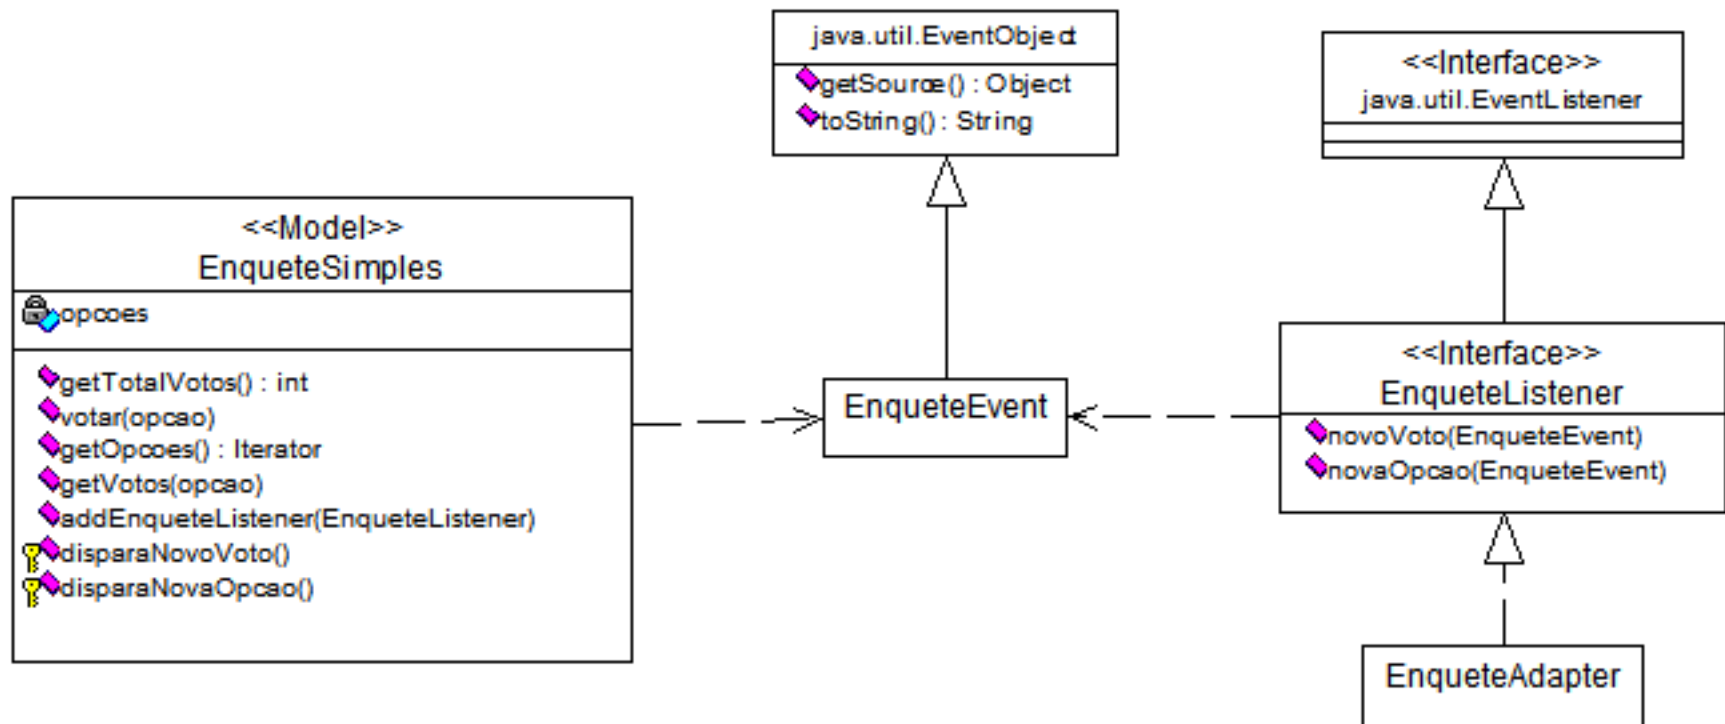 java.util.EventObject
getSource() : Object
toString() : String
<<Interface>>
java.util.EventListener
<<Model>>
EnqueteSimples
opcoes
getTotalVotos() : int
votar(opcao)
getOpcoes() : Iterator
getVotos(opcao)
addEnqueteListener(EnqueteListener)
disparaNovoVoto()
disparaNovaOpcao()
EnqueteEvent
<<Interface>>
EnqueteListener
novoVoto(EnqueteEvent)
novaOpcao(EnqueteEvent)
EnqueteAdapter